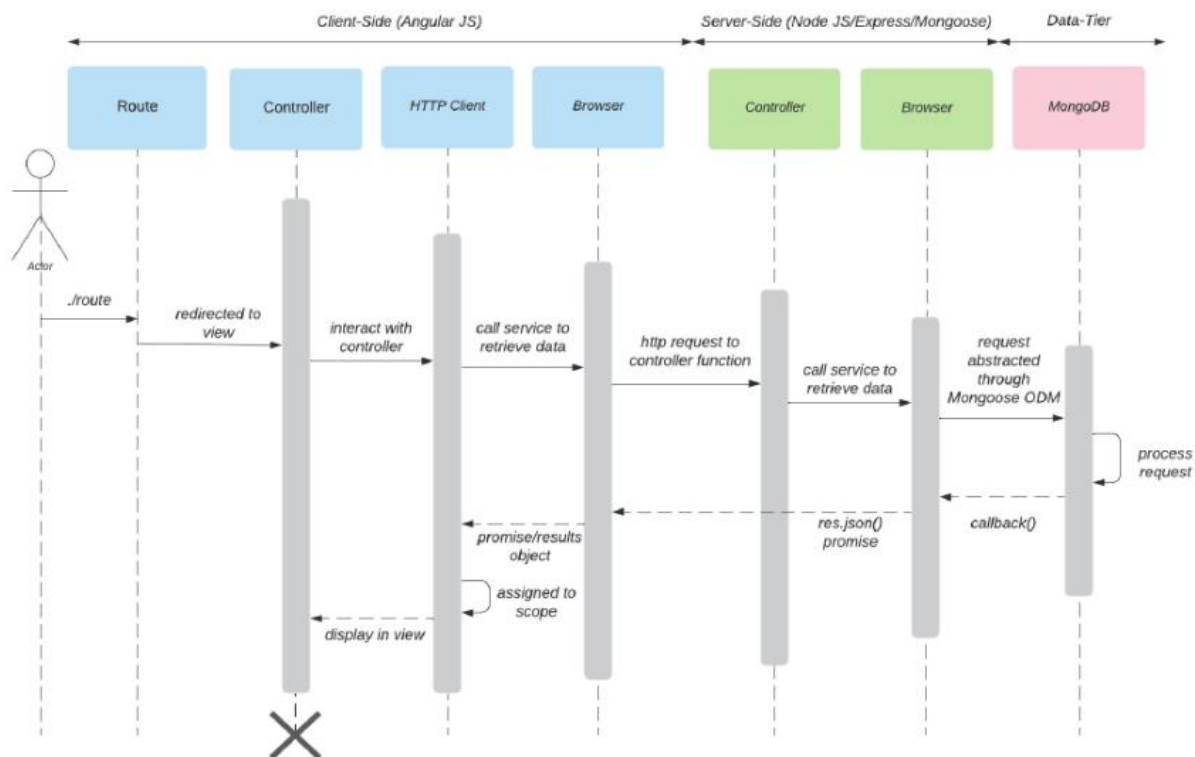 Client-Side (Angular JS)
Server-Side (Node JS/Express/Mongoose)
Data-Tier
Route
Controller
HTTP Client
Browser
Controller
Browser
MongoDB
Actor
./route
redirected to
view
interact with
controller
call service to
retrieve data
http request to
controller function
call service to
retrieve data
request
abstracted
through
Mongoose ODM
process
request
callback()
res.json()
promise
promise/results
object
assigned to
scope
display in view